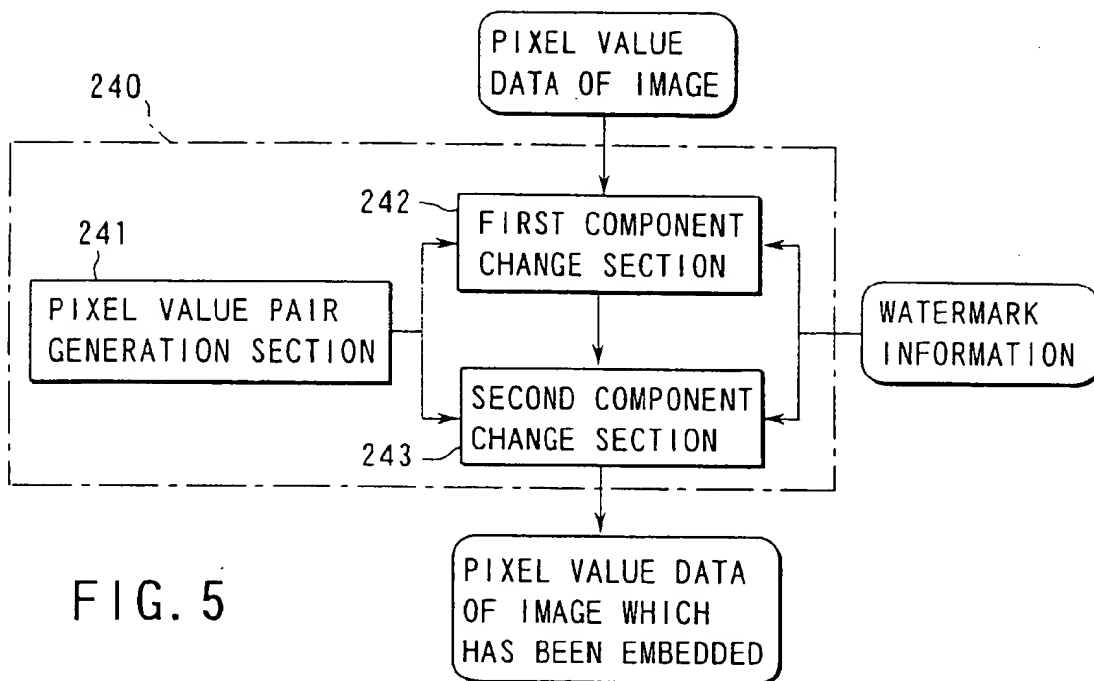 PIXEL VALUE
DATA OF IMAGE
240
242
FIRST COMPONENT
CHANGE SECTION
241
PIXEL VALUE PAIR
GENERATION SECTION
WATERMARK
INFORMATION
SECOND COMPONENT
CHANGE SECTION
243
PIXEL VALUE DATA
OF IMAGE WHICH
HAS BEEN EMBEDDED
FIG. 5